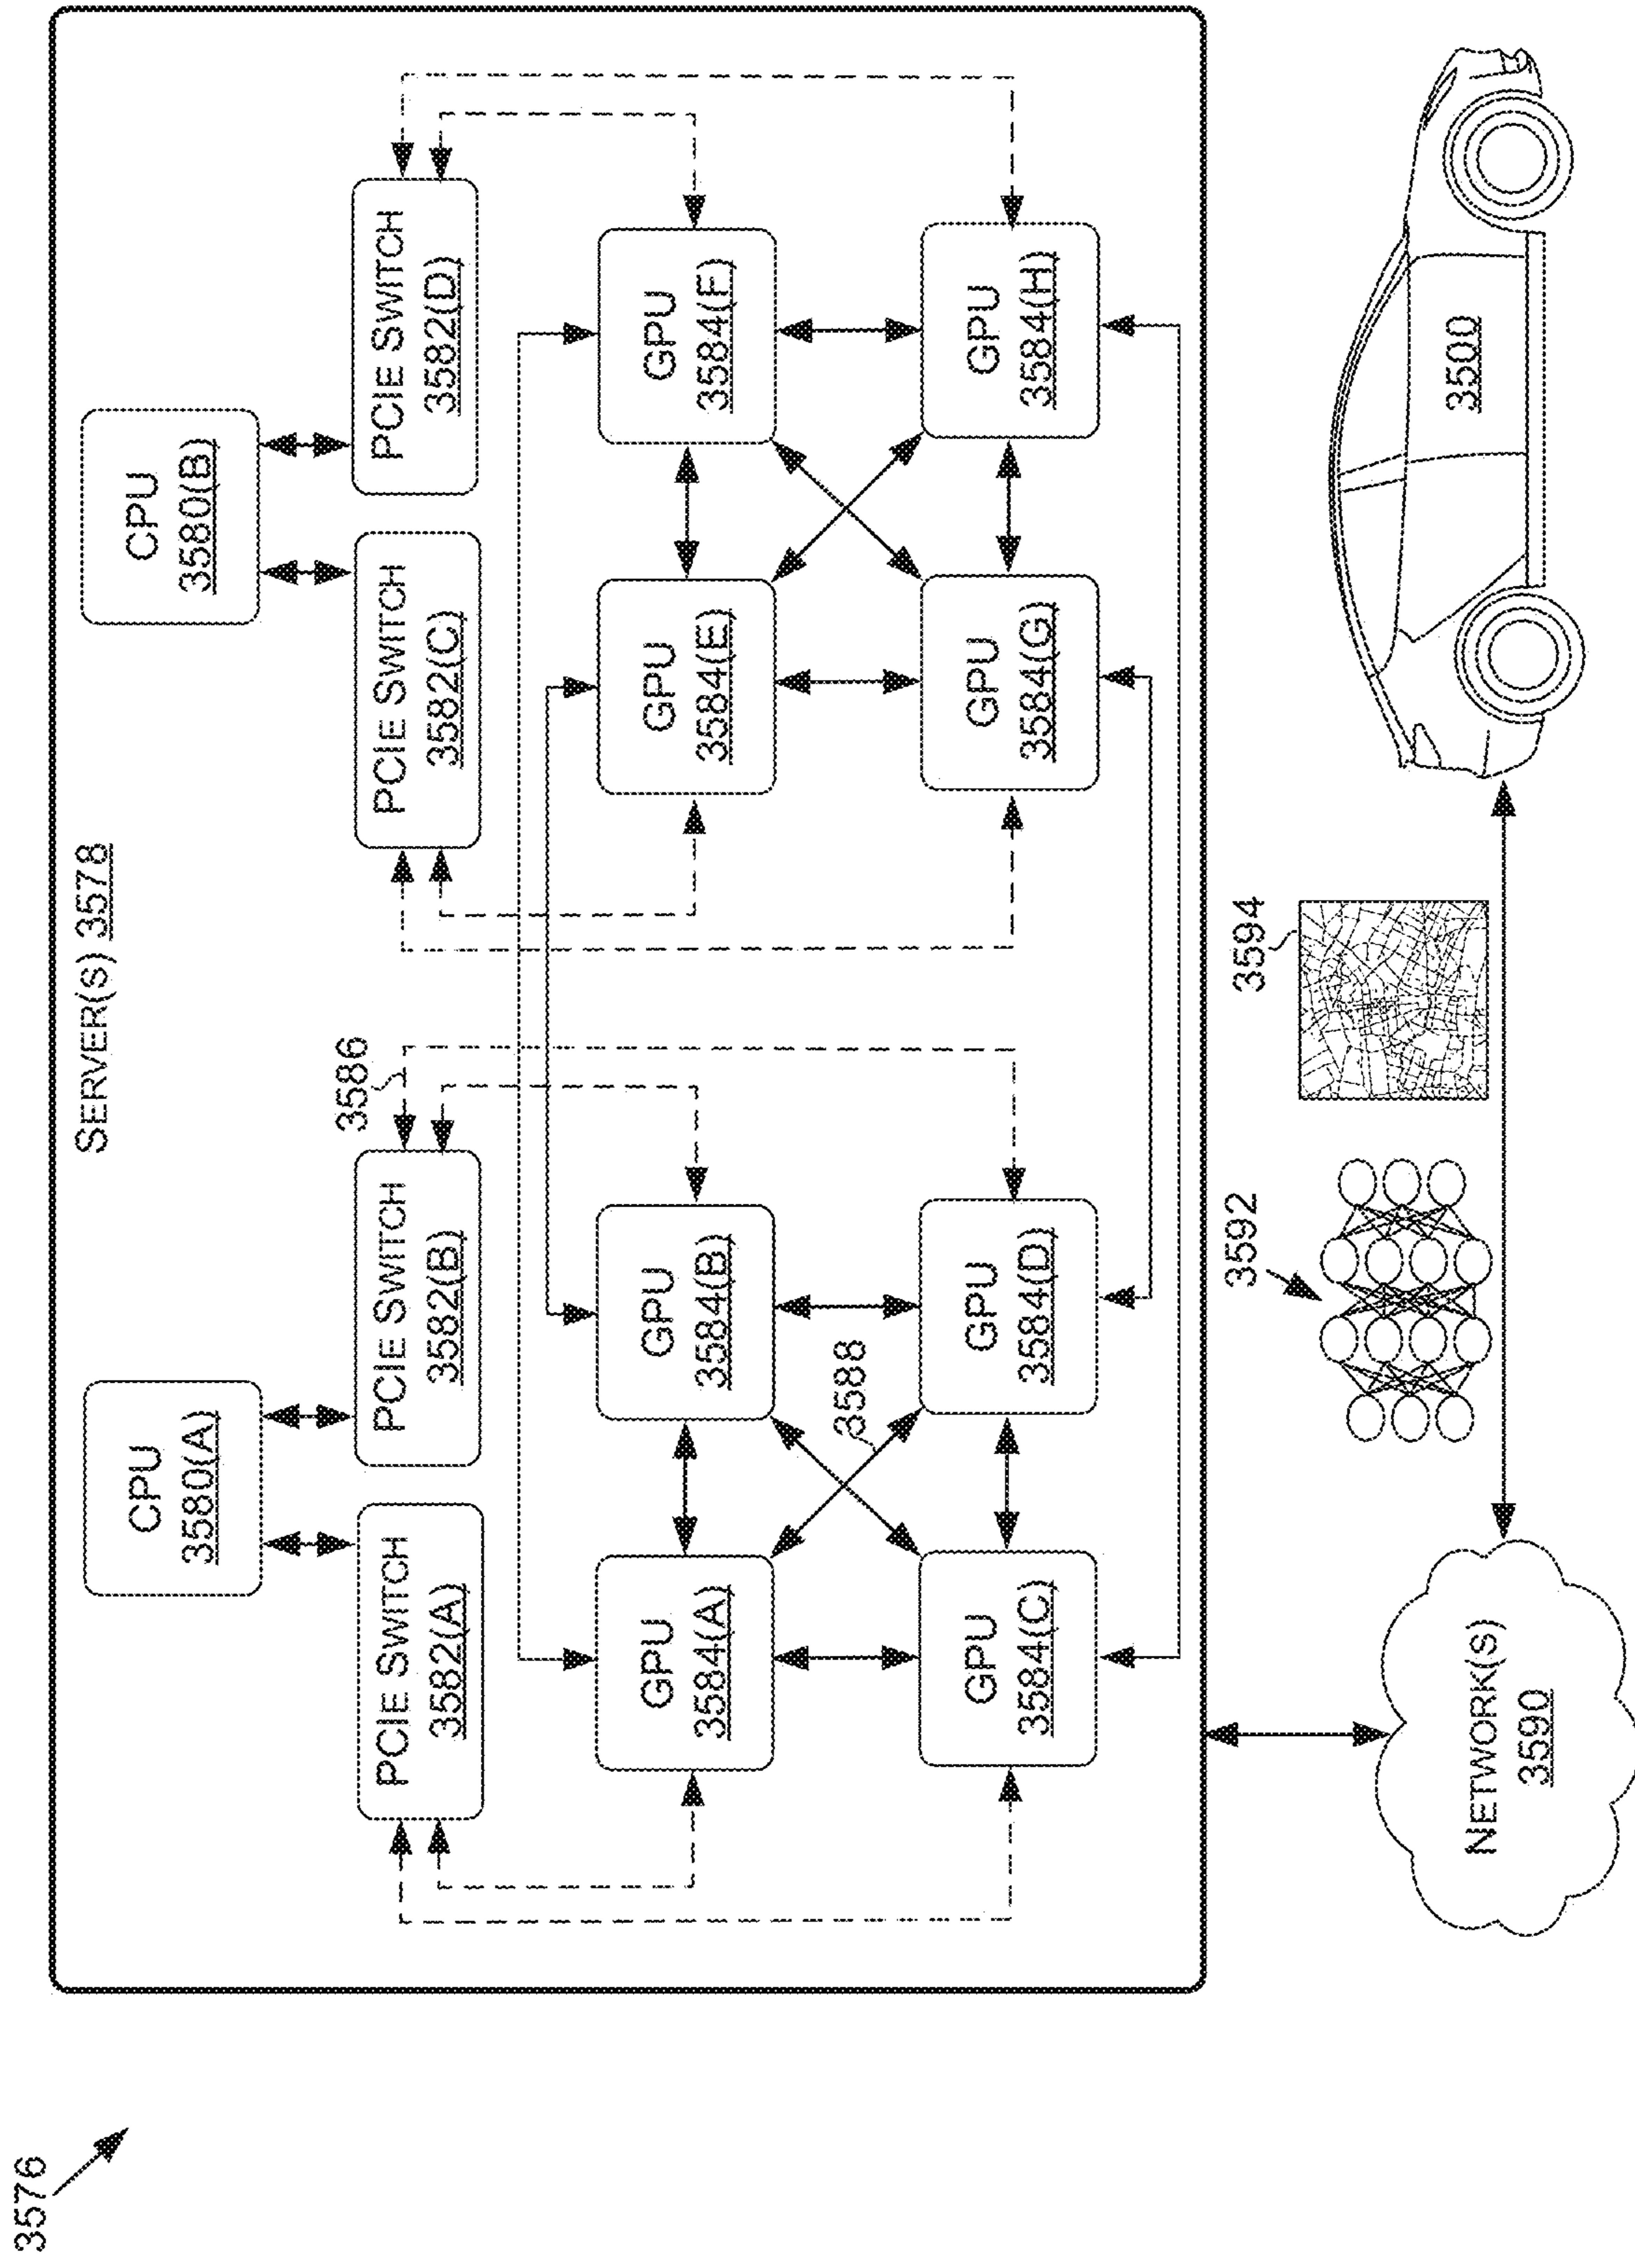 3576
SERVER(S) 3578
CPU
3580(A)
CPU
3580(B)
PCIE SWITCH
3582(A)
PCIE SWITCH
3582(B)
3586
PCIE SWITCH
3582(C)
PCIE SWITCH
3582(D)
GPU
3584(A)
GPU
3584(B)
GPU
3584(E)
GPU
3584(F)
3588
GPU
3584(C)
GPU
3584(D)
GPU
3584(G)
GPU
3584(H)
3592
3594
NETWORK(S)
3590
3500